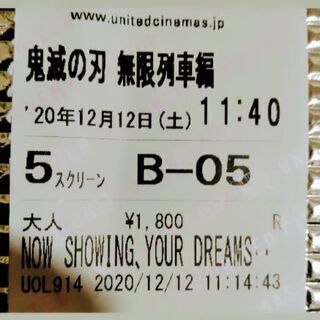 www.unitedcinemas.jp
鬼滅の刃 無限列車編
'20年12月12日(土) 11:40
5スクリーン B-05
大人 ¥1,800 R
NOW SHOWING､YOUR DREAMS‥
UOL914 2020/12/12 11:14:43